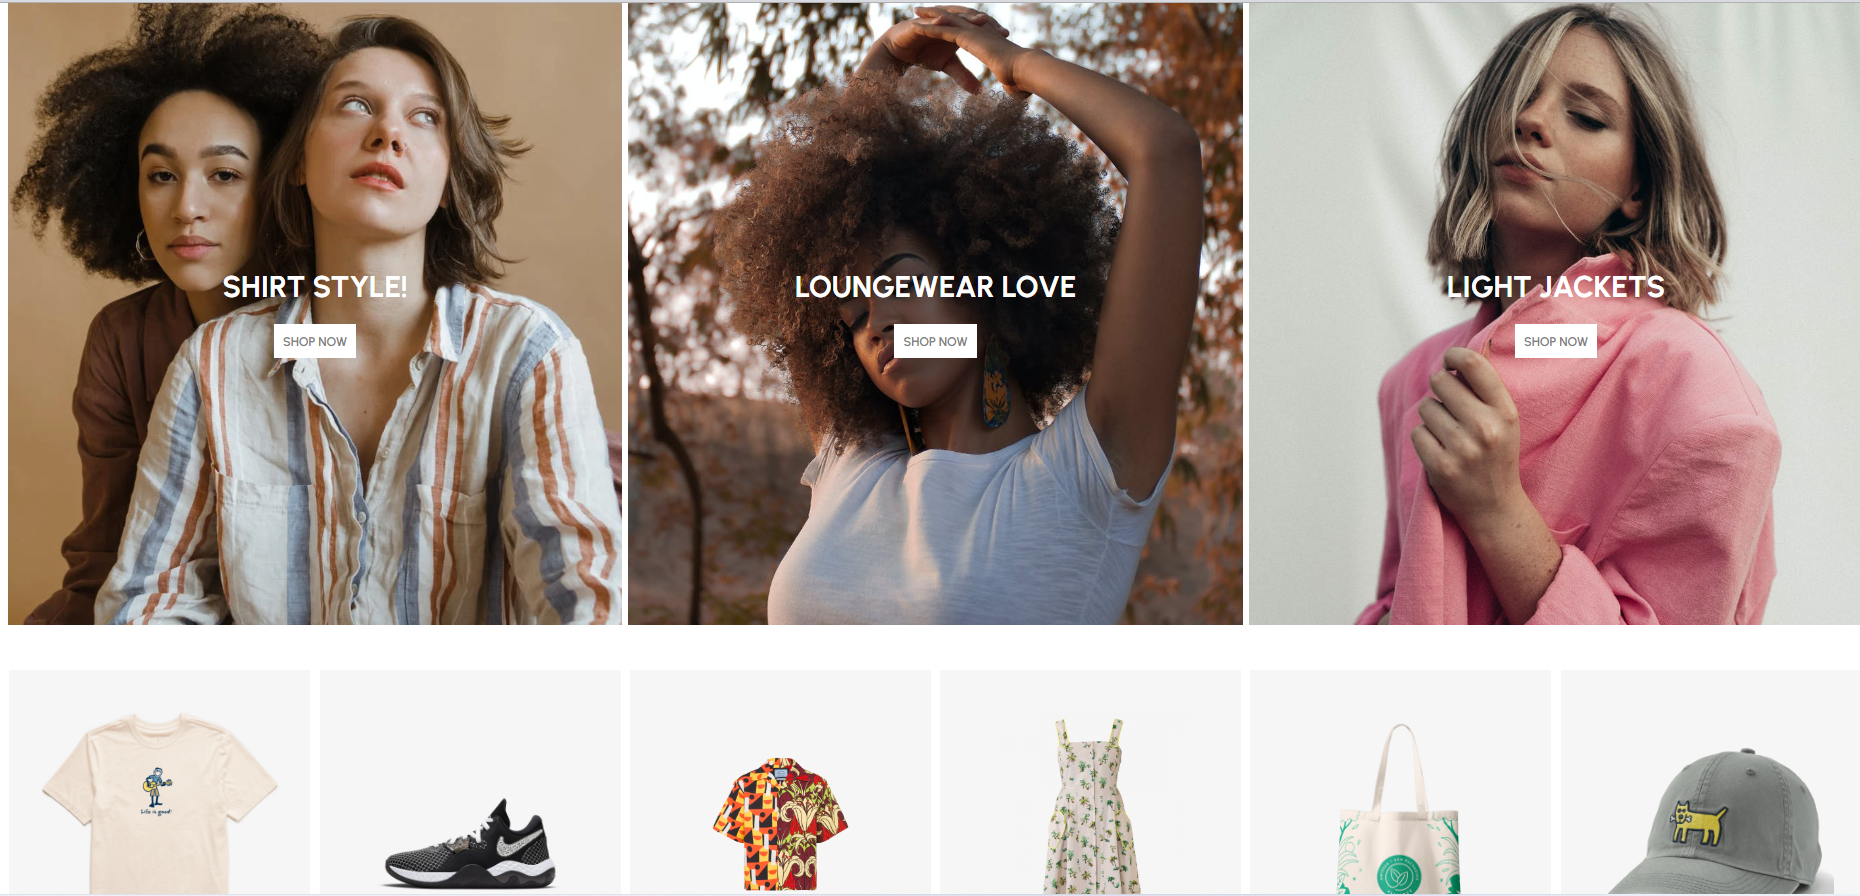 SHIRT STYLE!
SHOP NOW
LOUNGEWEAR LOVE
SHOP NOW
LIGHT JACKETS
SHOP NOW
Life is good